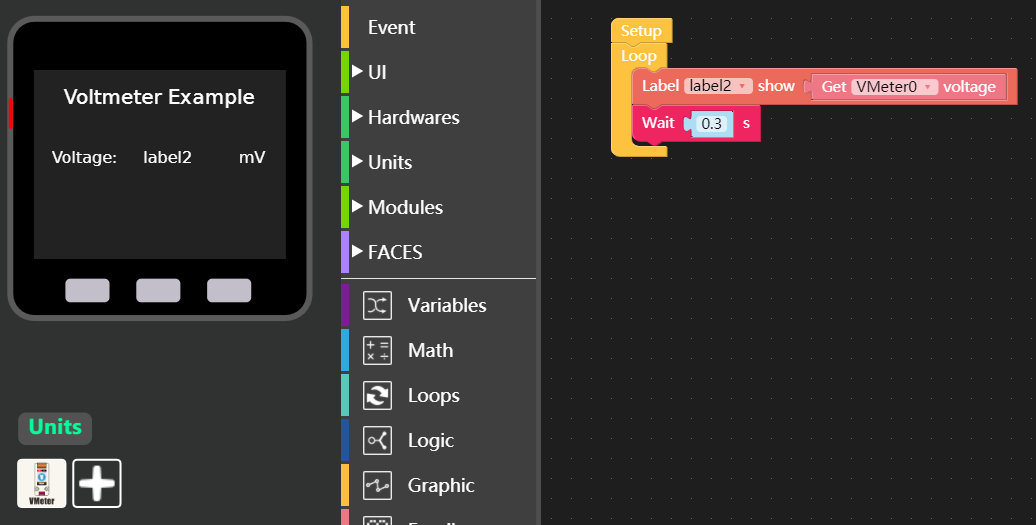 Voltmeter Example
Voltage: label2 mV
Units
VMeter
Event
UI
Hardwares
Units
Modules
FACES
Variables
Math
Loops
Logic
Graphic
Setup
Loop
Label label2 show Get VMeter0 voltage
Wait 0.3 s